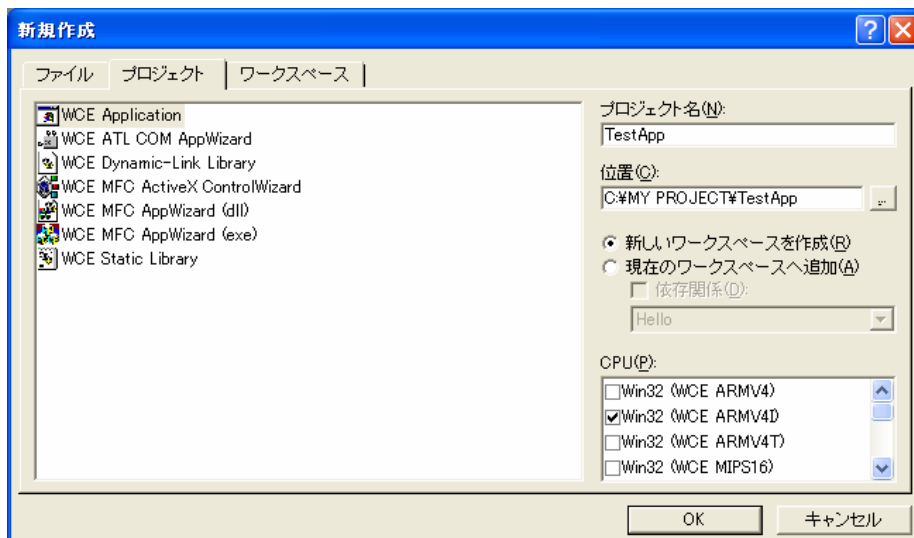 新規作成
ファイル プロジェクト ワークスペース
WCE Application
WCE ATL COM AppWizard
WCE Dynamic-Link Library
WCE MFC ActiveX ControlWizard
WCE MFC AppWizard (dll)
WCE MFC AppWizard (exe)
WCE Static Library
プロジェクト名(N):
TestApp
位置(C):
C:¥MY PROJECT¥TestApp
...
新しいワークスペースを作成(R)
現在のワークスペースへ追加(A)
依存関係(D):
Hello
CPU(P):
Win32 (WCE ARMV4)
Win32 (WCE ARMV4I)
Win32 (WCE ARMV4T)
Win32 (WCE MIPS16)
OK キャンセル